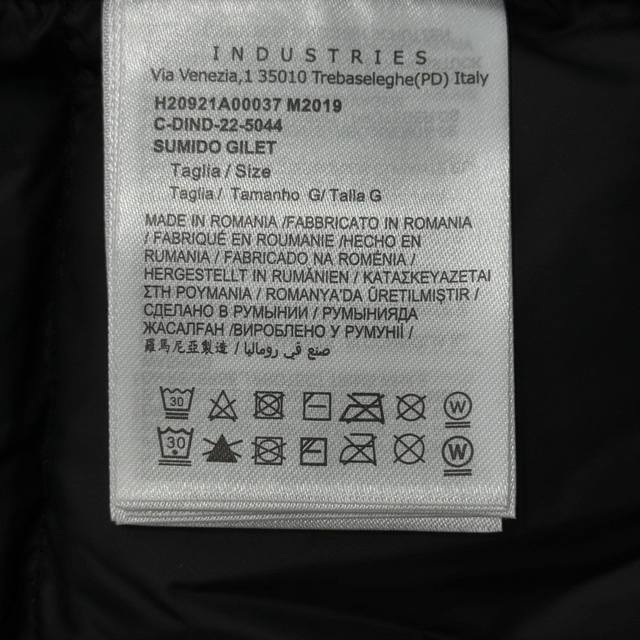 INDUSTRIES
Via Venezia,1 35010 Trebaseleghe(PD) Italy
H20921A00037 M2019
C-DIND-22-5044
SUMIDO GILET
Taglia / Size
Taglia / Tamanho G/ Talla G
MADE IN ROMANIA /FABBRICATO IN ROMANIA
/ FABRIQUÉ EN ROUMANIE /HECHO EN
RUMANIA / FABRICADO NA ROMÉNIA /
HERGESTELLT IN RUMÄNIEN / ΚΑΤΑΣΚΕΥΑΖΕΤΑΙ
ΣΤΗ ΡΟΥΜΑΝΙΑ / ROMANYA'DA ÜRETILMIŞTIR /
СДЕЛАНО В РУМЫНИИ / РУМЫНИЯДА
ЖАСАЛҒАН /ВИРОБЛЕНО У РУМУНІЇ /
羅馬尼亞製造 / صنع في رومانيا
30 W
30 W